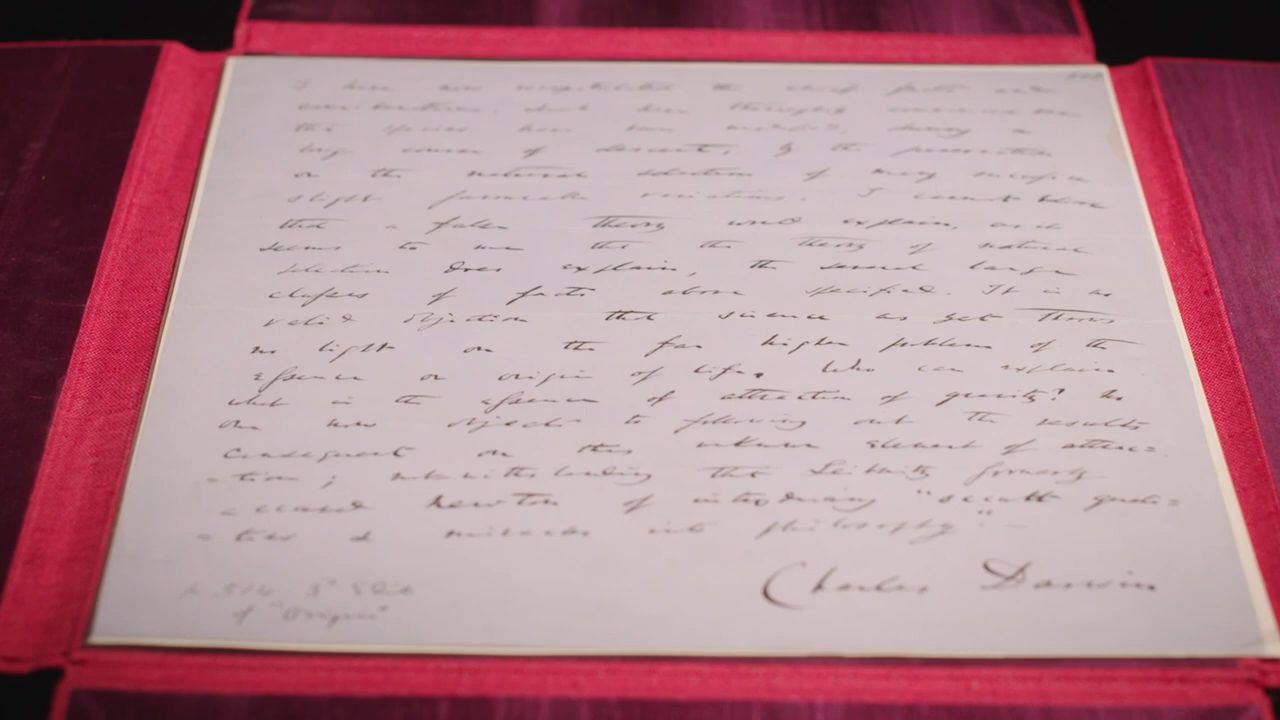 I have now recapitulated the chief facts and
considerations, which have thoroughly convinced me
that species have been modified, during a
long course of descent, by the preservation
or the natural selection of many successive
slight favourable variations. I cannot believe
that a false theory would explain, as it
seems to me that the theory of natural
selection does explain, the several large
classes of facts above specified. It is no
valid objection that science as yet throws
no light on the far higher problem of the
essence or origin of life. Who can explain
what is the essence of attraction of gravity? No
one now objects to following out the results
consequent on this unknown element of attrac=
=tion; notwithstanding that Leibnitz formerly
accused Newton of introducing "occult quali=
=ties & miracles into philosophy."—
Charles Darwin
p 514 3d Edit
of "Origin"